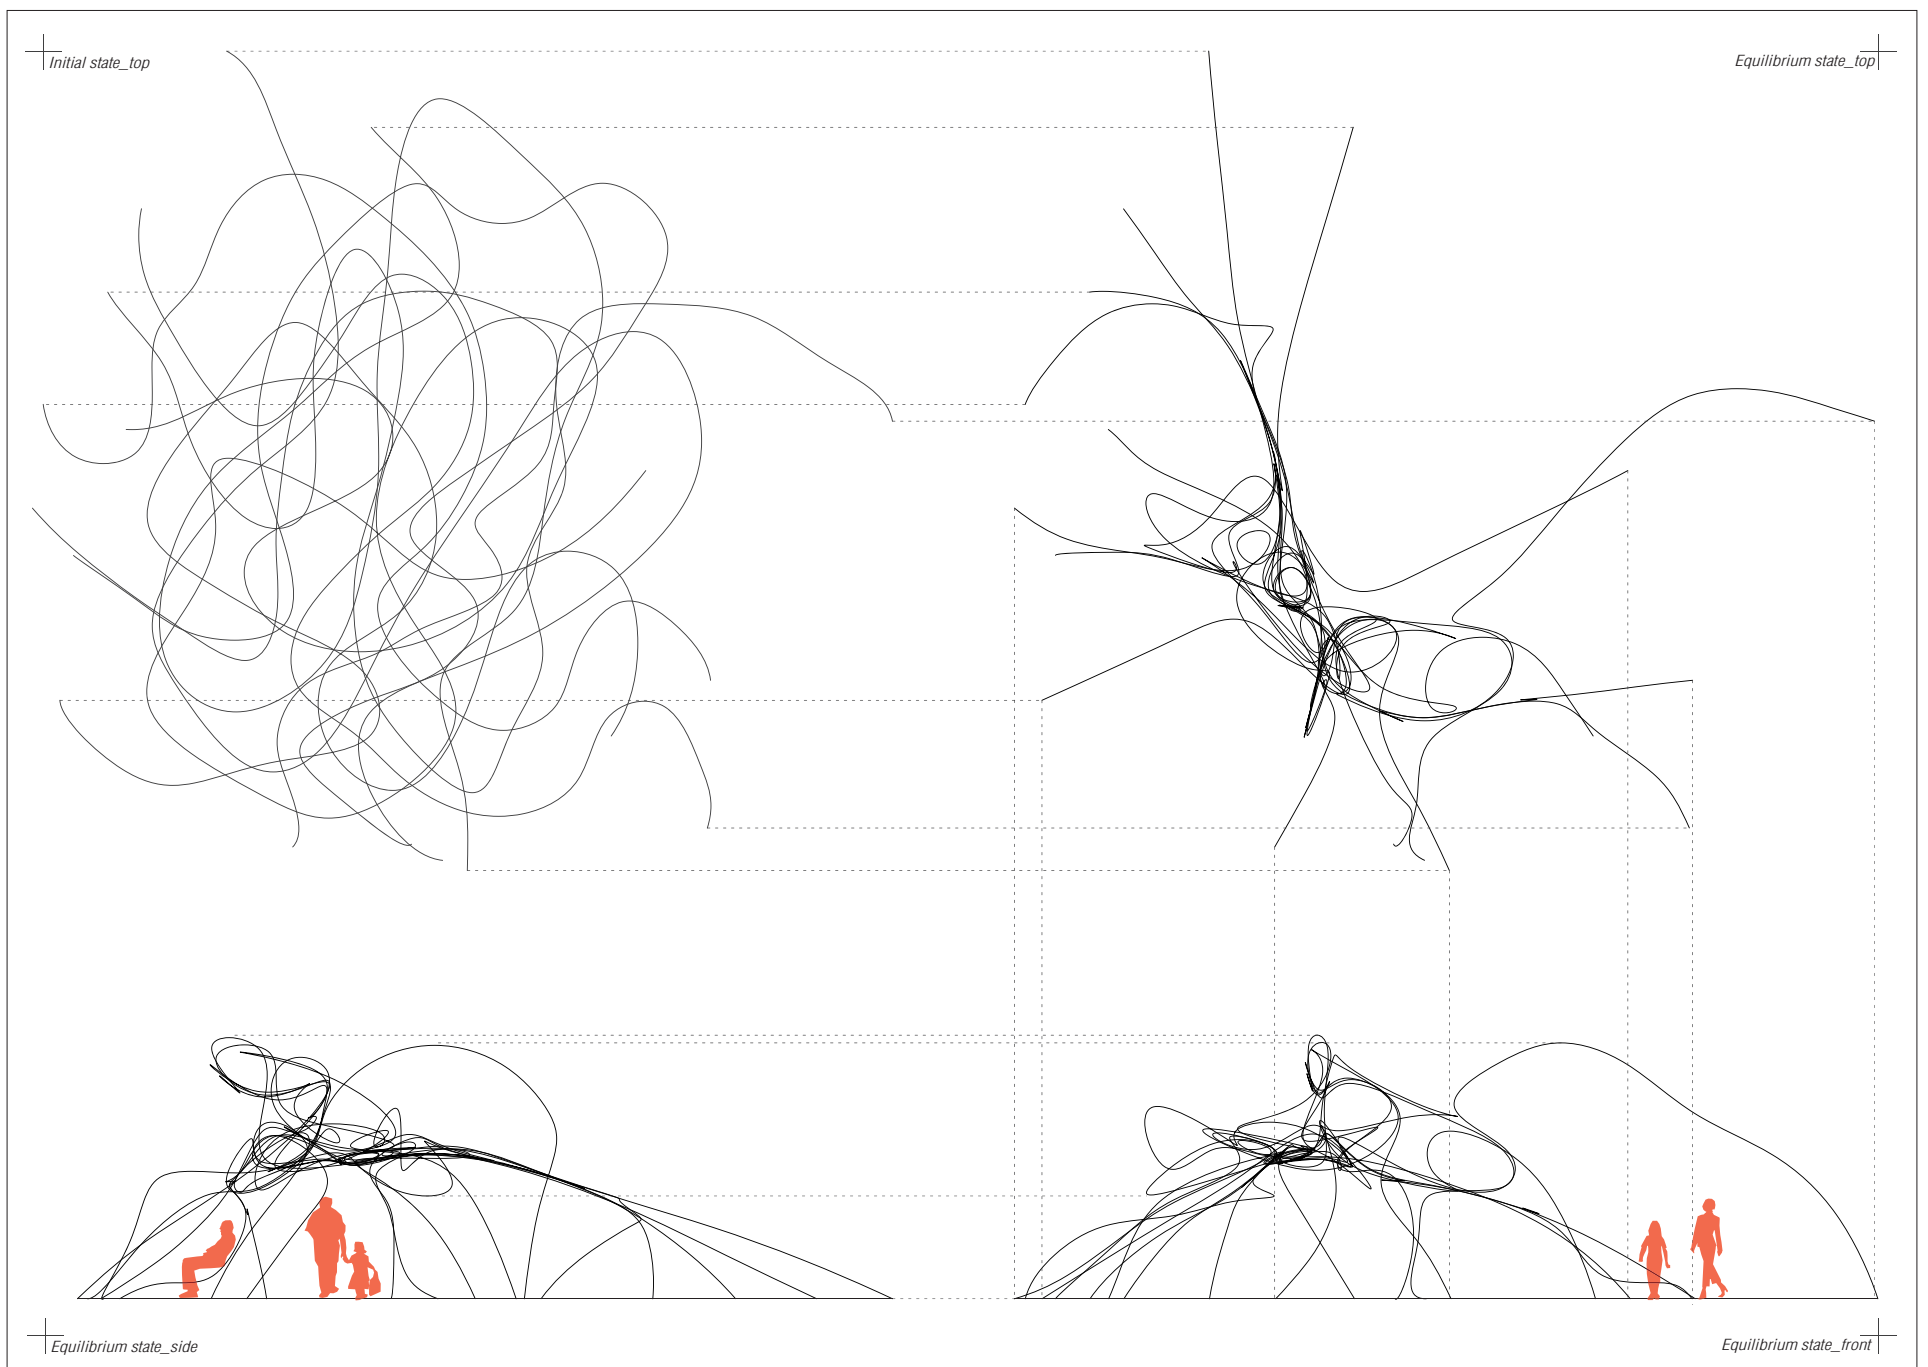 Initial state_top
Equilibrium state_top
Equilibrium state_side
Equilibrium state_front